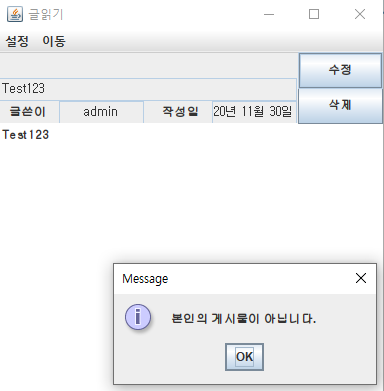 글읽기
설정 이동
수정
Test123
삭제
글쓴이 admin 작성일 20년 11월 30일
Test123
Message
본인의 게시물이 아닙니다.
OK